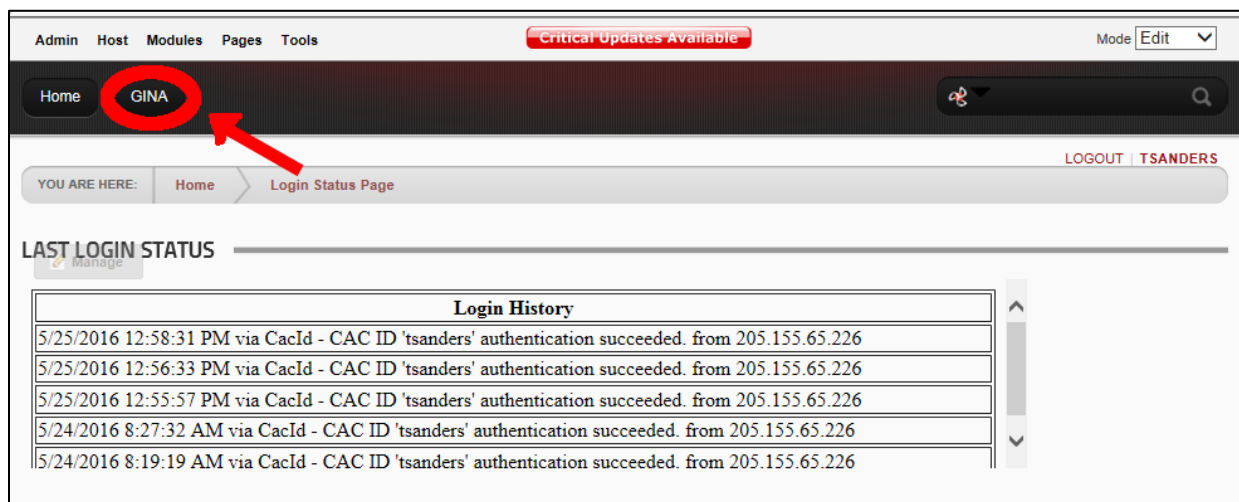 Admin Host Modules Pages Tools Critical Updates Available Mode Edit
Home GINA
LOGOUT | TSANDERS
YOU ARE HERE: Home Login Status Page
LAST LOGIN STATUS
Manage
Login History
5/25/2016 12:58:31 PM via CacId - CAC ID 'tsanders' authentication succeeded. from 205.155.65.226
5/25/2016 12:56:33 PM via CacId - CAC ID 'tsanders' authentication succeeded. from 205.155.65.226
5/25/2016 12:55:57 PM via CacId - CAC ID 'tsanders' authentication succeeded. from 205.155.65.226
5/24/2016 8:27:32 AM via CacId - CAC ID 'tsanders' authentication succeeded. from 205.155.65.226
5/24/2016 8:19:19 AM via CacId - CAC ID 'tsanders' authentication succeeded. from 205.155.65.226